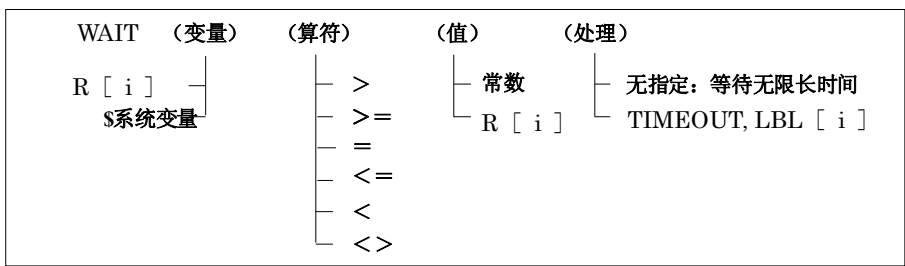 WAIT （变量） （算符） （值） （处理）
R［i］ > 常数 无指定：等待无限长时间
$系统变量 >= R［i］ TIMEOUT, LBL［i］
=
<=
<
<>